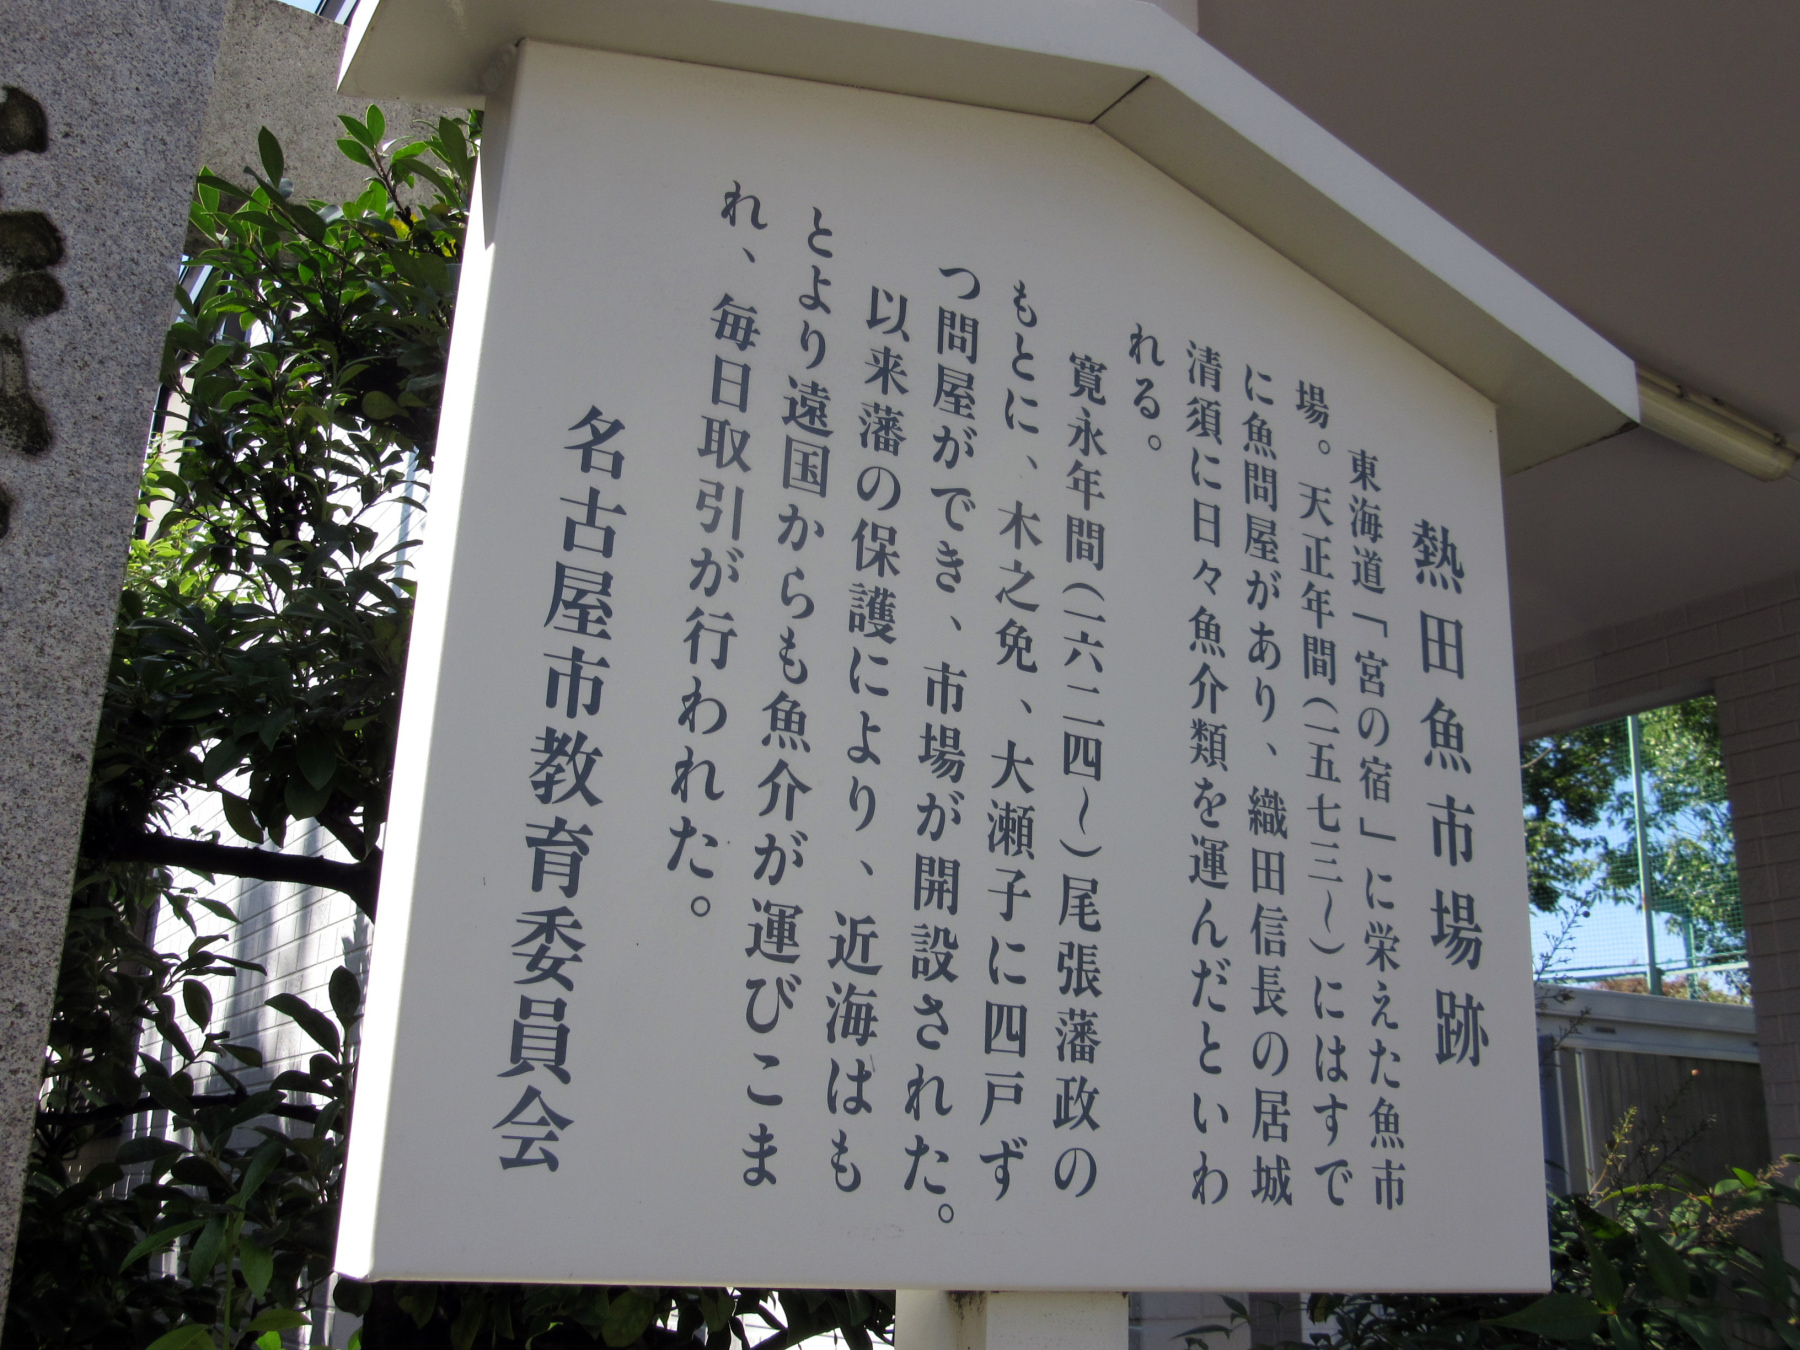 熱田魚市場跡
東海道「宮の宿」に栄えた魚市
場。天正年間(一五七三〜)にはすで
に魚問屋があり、織田信長の居城
清須に日々魚介類を運んだといわ
れる。
寛永年間(一六二四〜)尾張藩政の
もとに、木之免、大瀬子に四戸ず
つ問屋ができ、市場が開設された。
以来藩の保護により、近海はも
とより遠国からも魚介が運びこま
れ、毎日取引が行われた。
名古屋市教育委員会